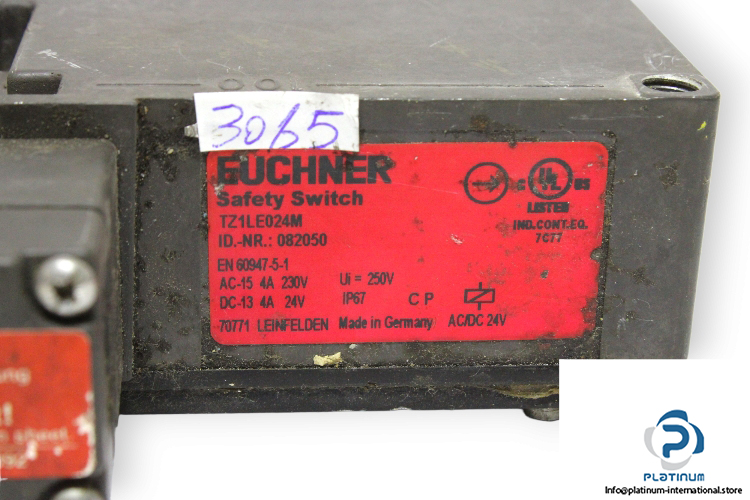 3065
EUCHNER
Safety Switch
TZ1LE024M
ID.-NR.: 082050
EN 60947-5-1
AC-15 4A 230V Ui = 250V
DC-13 4A 24V IP67 C P
70771 LEINFELDEN Made in Germany AC/DC 24V
C UL US
LISTED
IND.CONT.EQ.
7C77
PLATINUM
Info@platinum-international.store